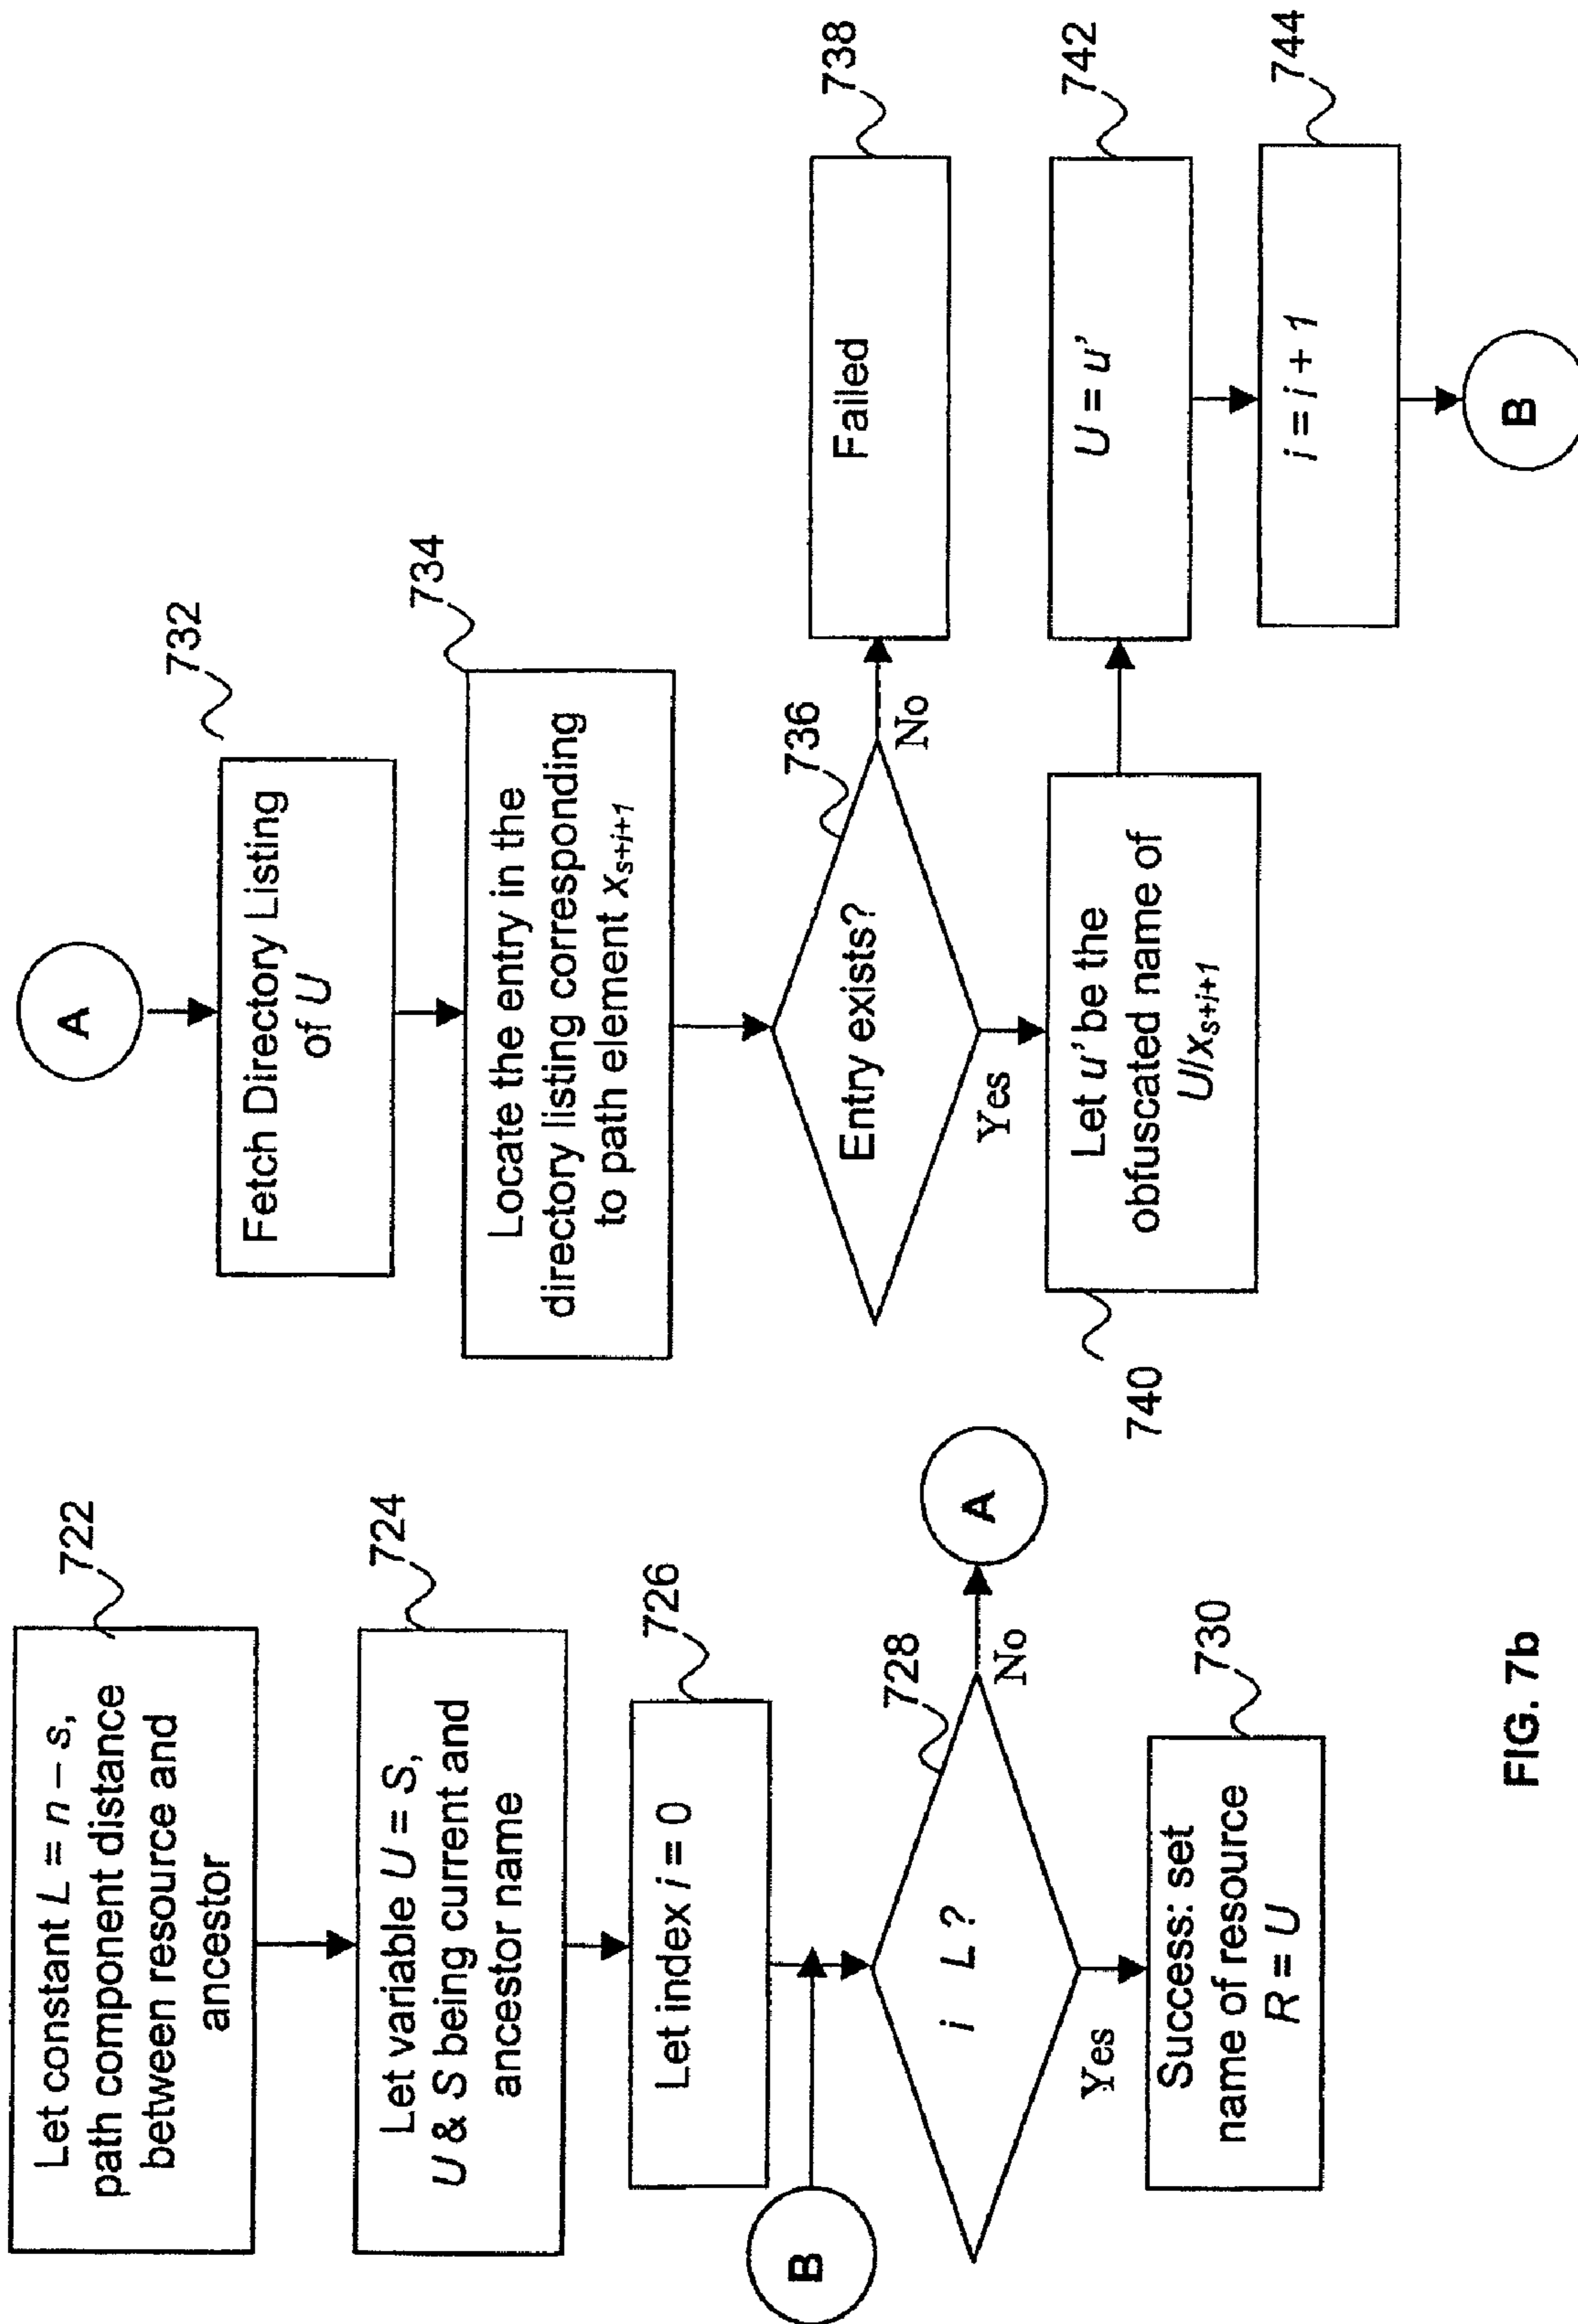 722
Let constant L = n – s,
path component distance
between resource and
ancestor
724
Let variable U = S,
U & S being current and
ancestor name
726
Let index i = 0
B
728
i L?
No
A
Yes
730
Success: set
name of resource
R = U
A
732
Fetch Directory Listing
of U
734
Locate the entry in the
directory listing corresponding
to path element xs+i+1
736
Entry exists?
No
738
Failed
Yes
740
Let u' be the
obfuscated name of
U/xs+i+1
742
U = u'
744
i = i + 1
B
FIG. 7b